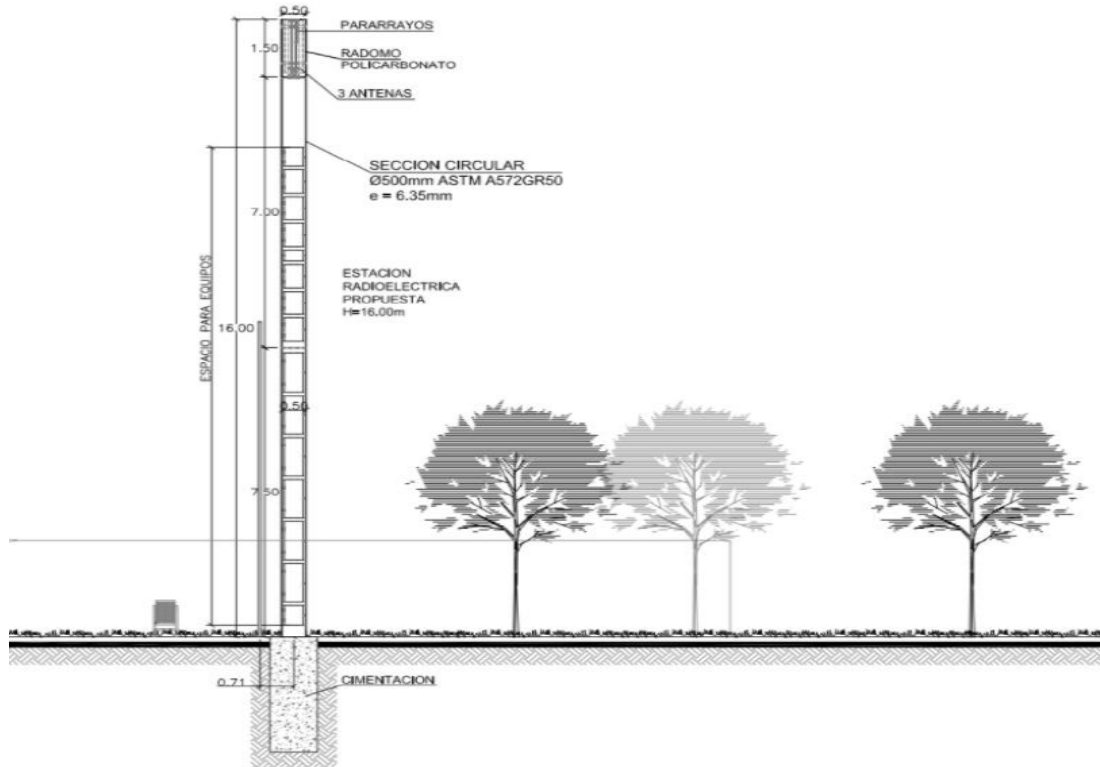 0.50
PARARRAYOS
1.50
RADOMO
POLICARBONATO
3 ANTENAS
SECCION CIRCULAR
Ø500mm ASTM A572GR50
e = 6.35mm
7.00
ESPACIO PARA EQUIPOS
ESTACION
RADIOELECTRICA
PROPUESTA
H=16.00m
16.00
0.50
7.50
0.71
CIMENTACION